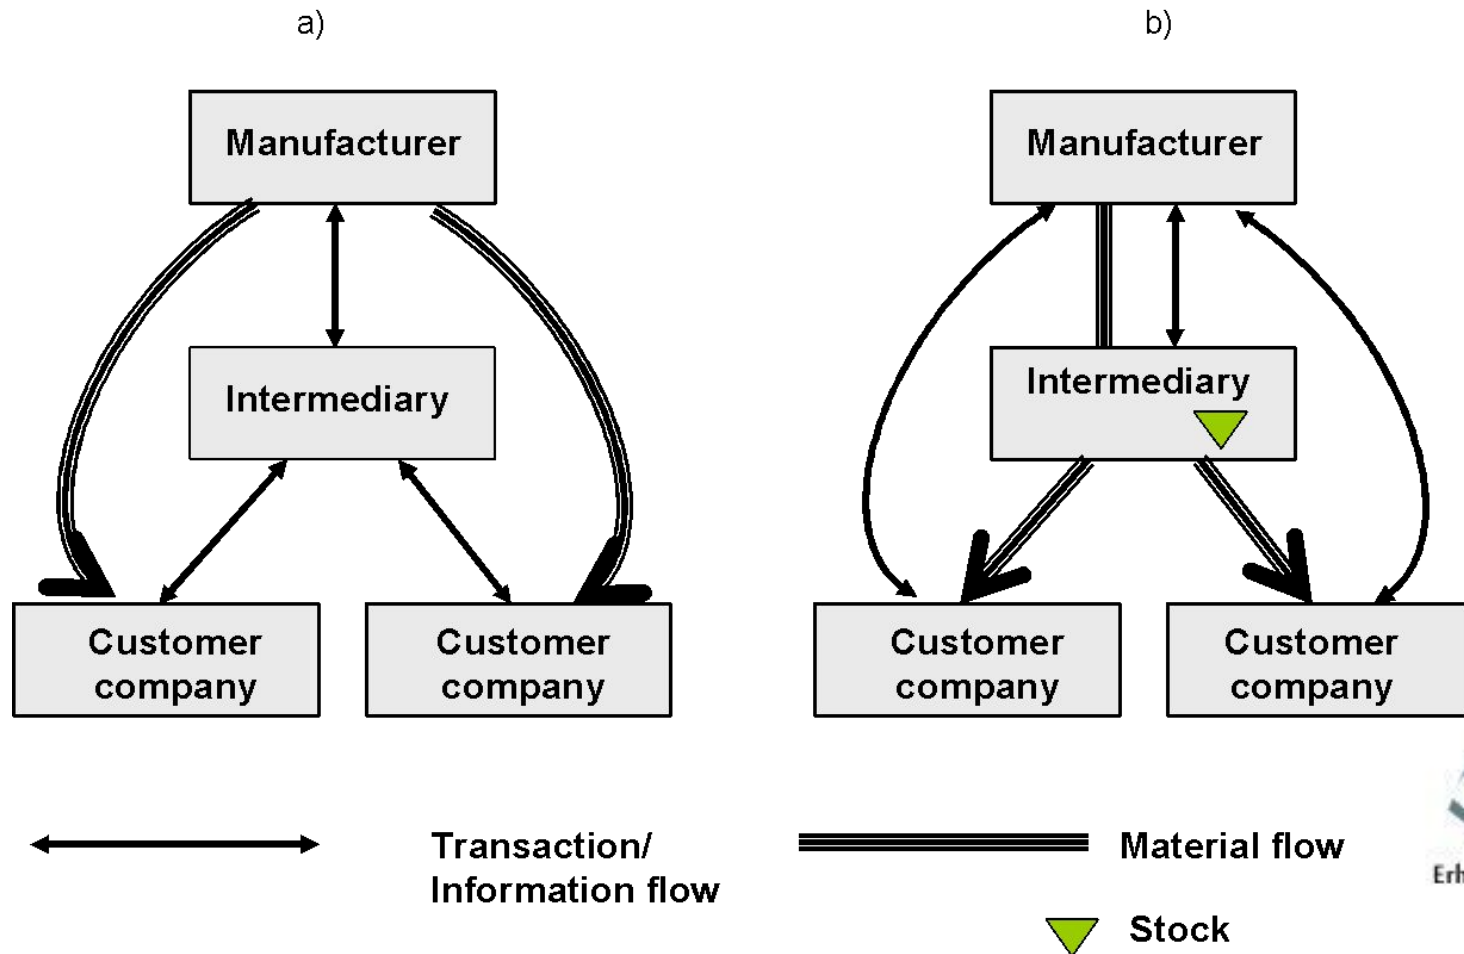 a)
b)
Manufacturer
Manufacturer
Intermediary
Intermediary
Customer
company
Customer
company
Customer
company
Customer
company
Transaction/
Information flow
Material flow
Stock